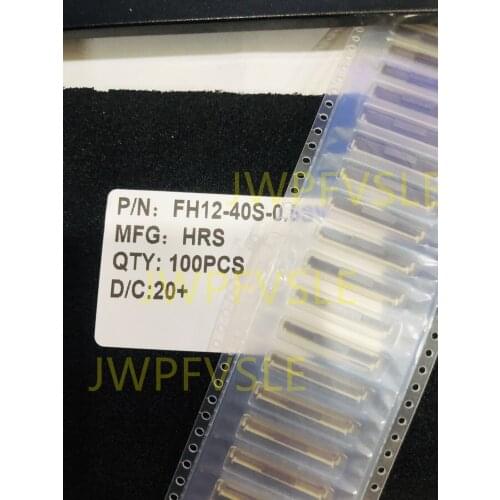 JWPFVSLE
P/N: FH12-40S-0.5SV
MFG: HRS
QTY: 100PCS
D/C:20+
JWPFVSLE
JWPFVSLE